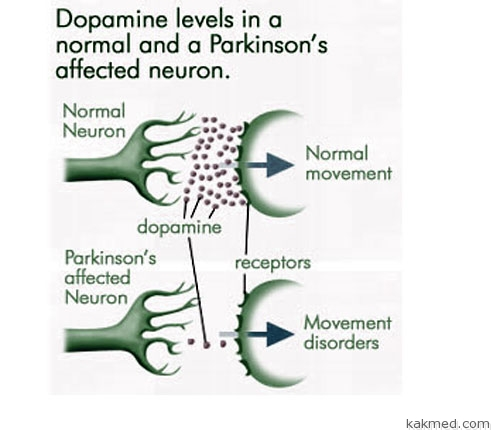 Dopamine levels in a
normal and a Parkinson's
affected neuron.
Normal
Neuron
Normal
movement
dopamine
Parkinson's
affected
Neuron
receptors
Movement
disorders
kakmed.com